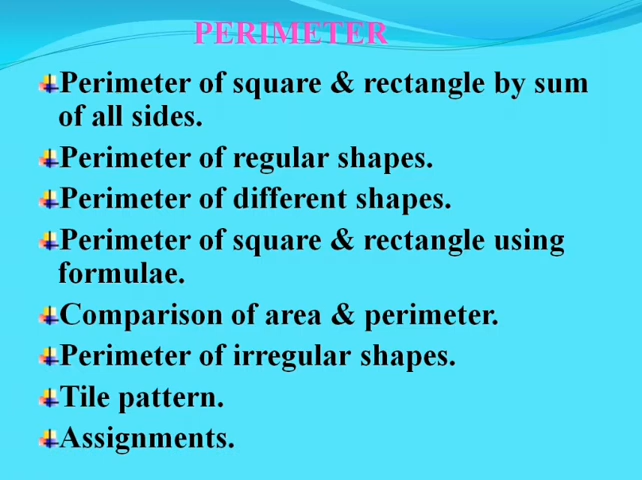 PERIMETER
Perimeter of square & rectangle by sum
of all sides.
Perimeter of regular shapes.
Perimeter of different shapes.
Perimeter of square & rectangle using
formulae.
Comparison of area & perimeter.
Perimeter of irregular shapes.
Tile pattern.
Assignments.